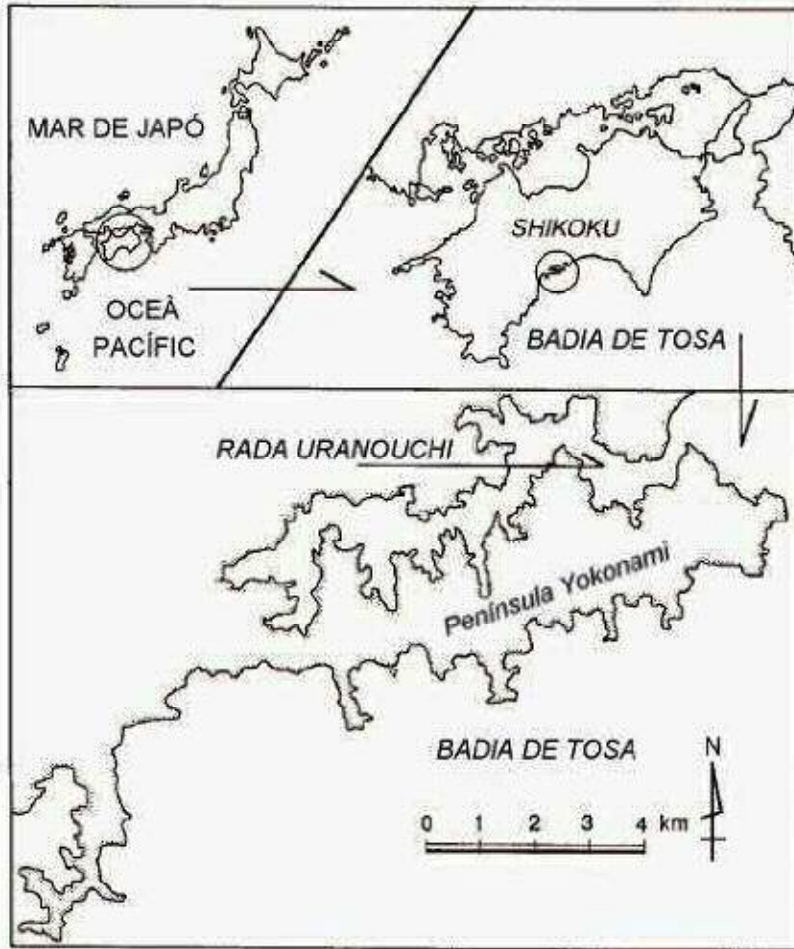 MAR DE JAPÓ
OCEÀ
PACÍFIC
SHIKOKU
BADIA DE TOSA
RADA URANOUCHI
Península Yokonami
BADIA DE TOSA
N
0 1 2 3 4 km